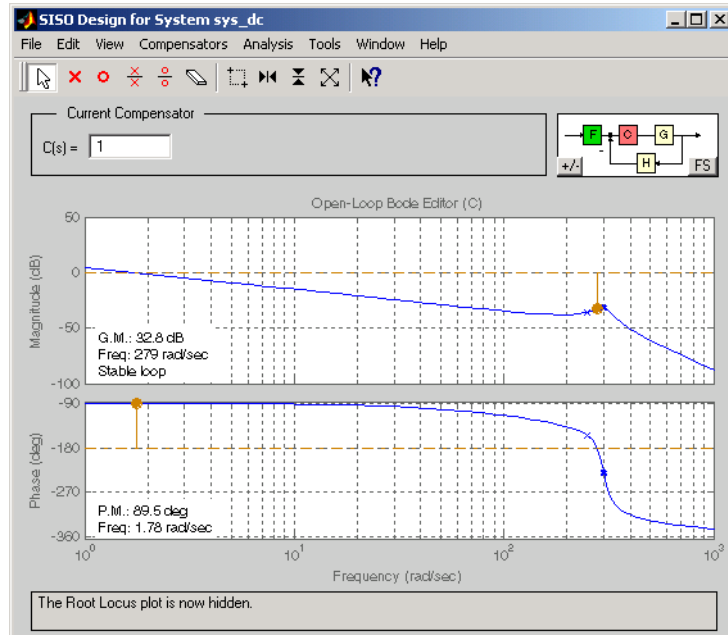 SISO Design for System sys_dc
File Edit View Compensators Analysis Tools Window Help
Current Compensator
C(s) = 1
F C G
H
+/- FS
Open-Loop Bode Editor (C)
50
0
-50
-100
Magnitude (dB)
G.M.: 32.8 dB
Freq: 279 rad/sec
Stable loop
-90
-180
-270
-360
Phase (deg)
P.M.: 89.5 deg
Freq: 1.78 rad/sec
10^0 10^1 10^2 10^3
Frequency (rad/sec)
The Root Locus plot is now hidden.